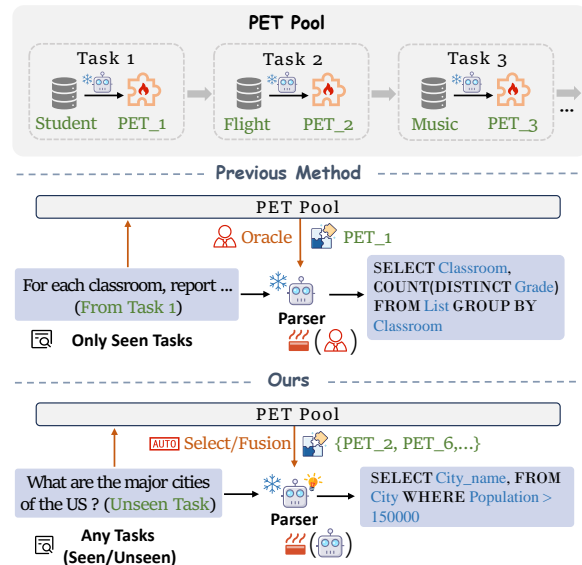 PET Pool
Task 1
Task 2
Task 3
Student
PET_1
Flight
PET_2
Music
PET_3
...
Previous Method
PET Pool
Oracle
PET_1
For each classroom, report ...
(From Task 1)
Only Seen Tasks
Parser
( )
SELECT Classroom,
COUNT(DISTINCT Grade)
FROM List GROUP BY
Classroom
Ours
PET Pool
AUTO Select/Fusion
{PET_2, PET_6,...}
What are the major cities
of the US ? (Unseen Task)
Any Tasks
(Seen/Unseen)
Parser
( )
SELECT City_name, FROM
City WHERE Population >
150000